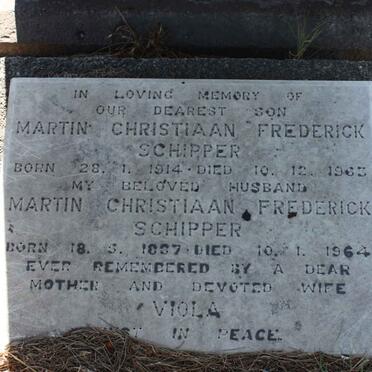 IN LOVING MEMORY OF
OUR DEAREST SON
MARTIN CHRISTIAAN FREDERICK
SCHIPPER
BORN 28. 1. 1914. DIED 10. 12. 1963
MY BELOVED HUSBAND
MARTIN CHRISTIAAN FREDERICK
SCHIPPER
BORN 18. 3. 1887. DIED 10. 1. 1964
EVER REMEMBERED BY A DEAR
MOTHER AND DEVOTED WIFE
VIOLA
IN PEACE